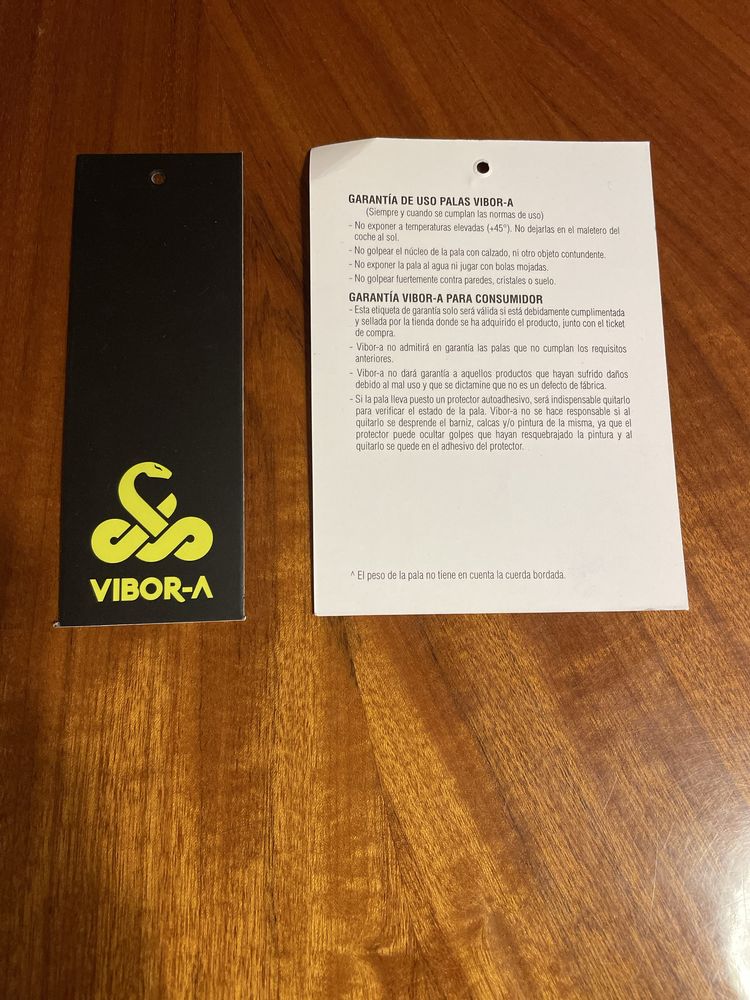 VIBOR-A
GARANTÍA DE USO PALAS VIBOR-A
(Siempre y cuando se cumplan las normas de uso)
- No exponer a temperaturas elevadas (+45°). No dejarlas en el maletero del
coche al sol.
- No golpear el núcleo de la pala con calzado, ni otro objeto contundente.
- No exponer la pala al agua ni jugar con bolas mojadas.
- No golpear fuertemente contra paredes, cristales o suelo.
GARANTÍA VIBOR-A PARA CONSUMIDOR
- Esta etiqueta de garantía solo será válida si está debidamente cumplimentada
y sellada por la tienda donde se ha adquirido el producto, junto con el ticket
de compra.
- Vibor-a no admitirá en garantía las palas que no cumplan los requisitos
anteriores.
- Vibor-a no dará garantía a aquellos productos que hayan sufrido daños
debido al mal uso y que se dictamine que no es un defecto de fábrica.
- Si la pala lleva puesto un protector autoadhesivo, será indispensable quitarlo
para verificar el estado de la pala. Vibor-a no se hace responsable si al
quitarlo se desprende el barniz, calcas y/o pintura de la misma, ya que el
protector puede ocultar golpes que hayan resquebrajado la pintura y al
quitarlo se quede en el adhesivo del protector.
^ El peso de la pala no tiene en cuenta la cuerda bordada.